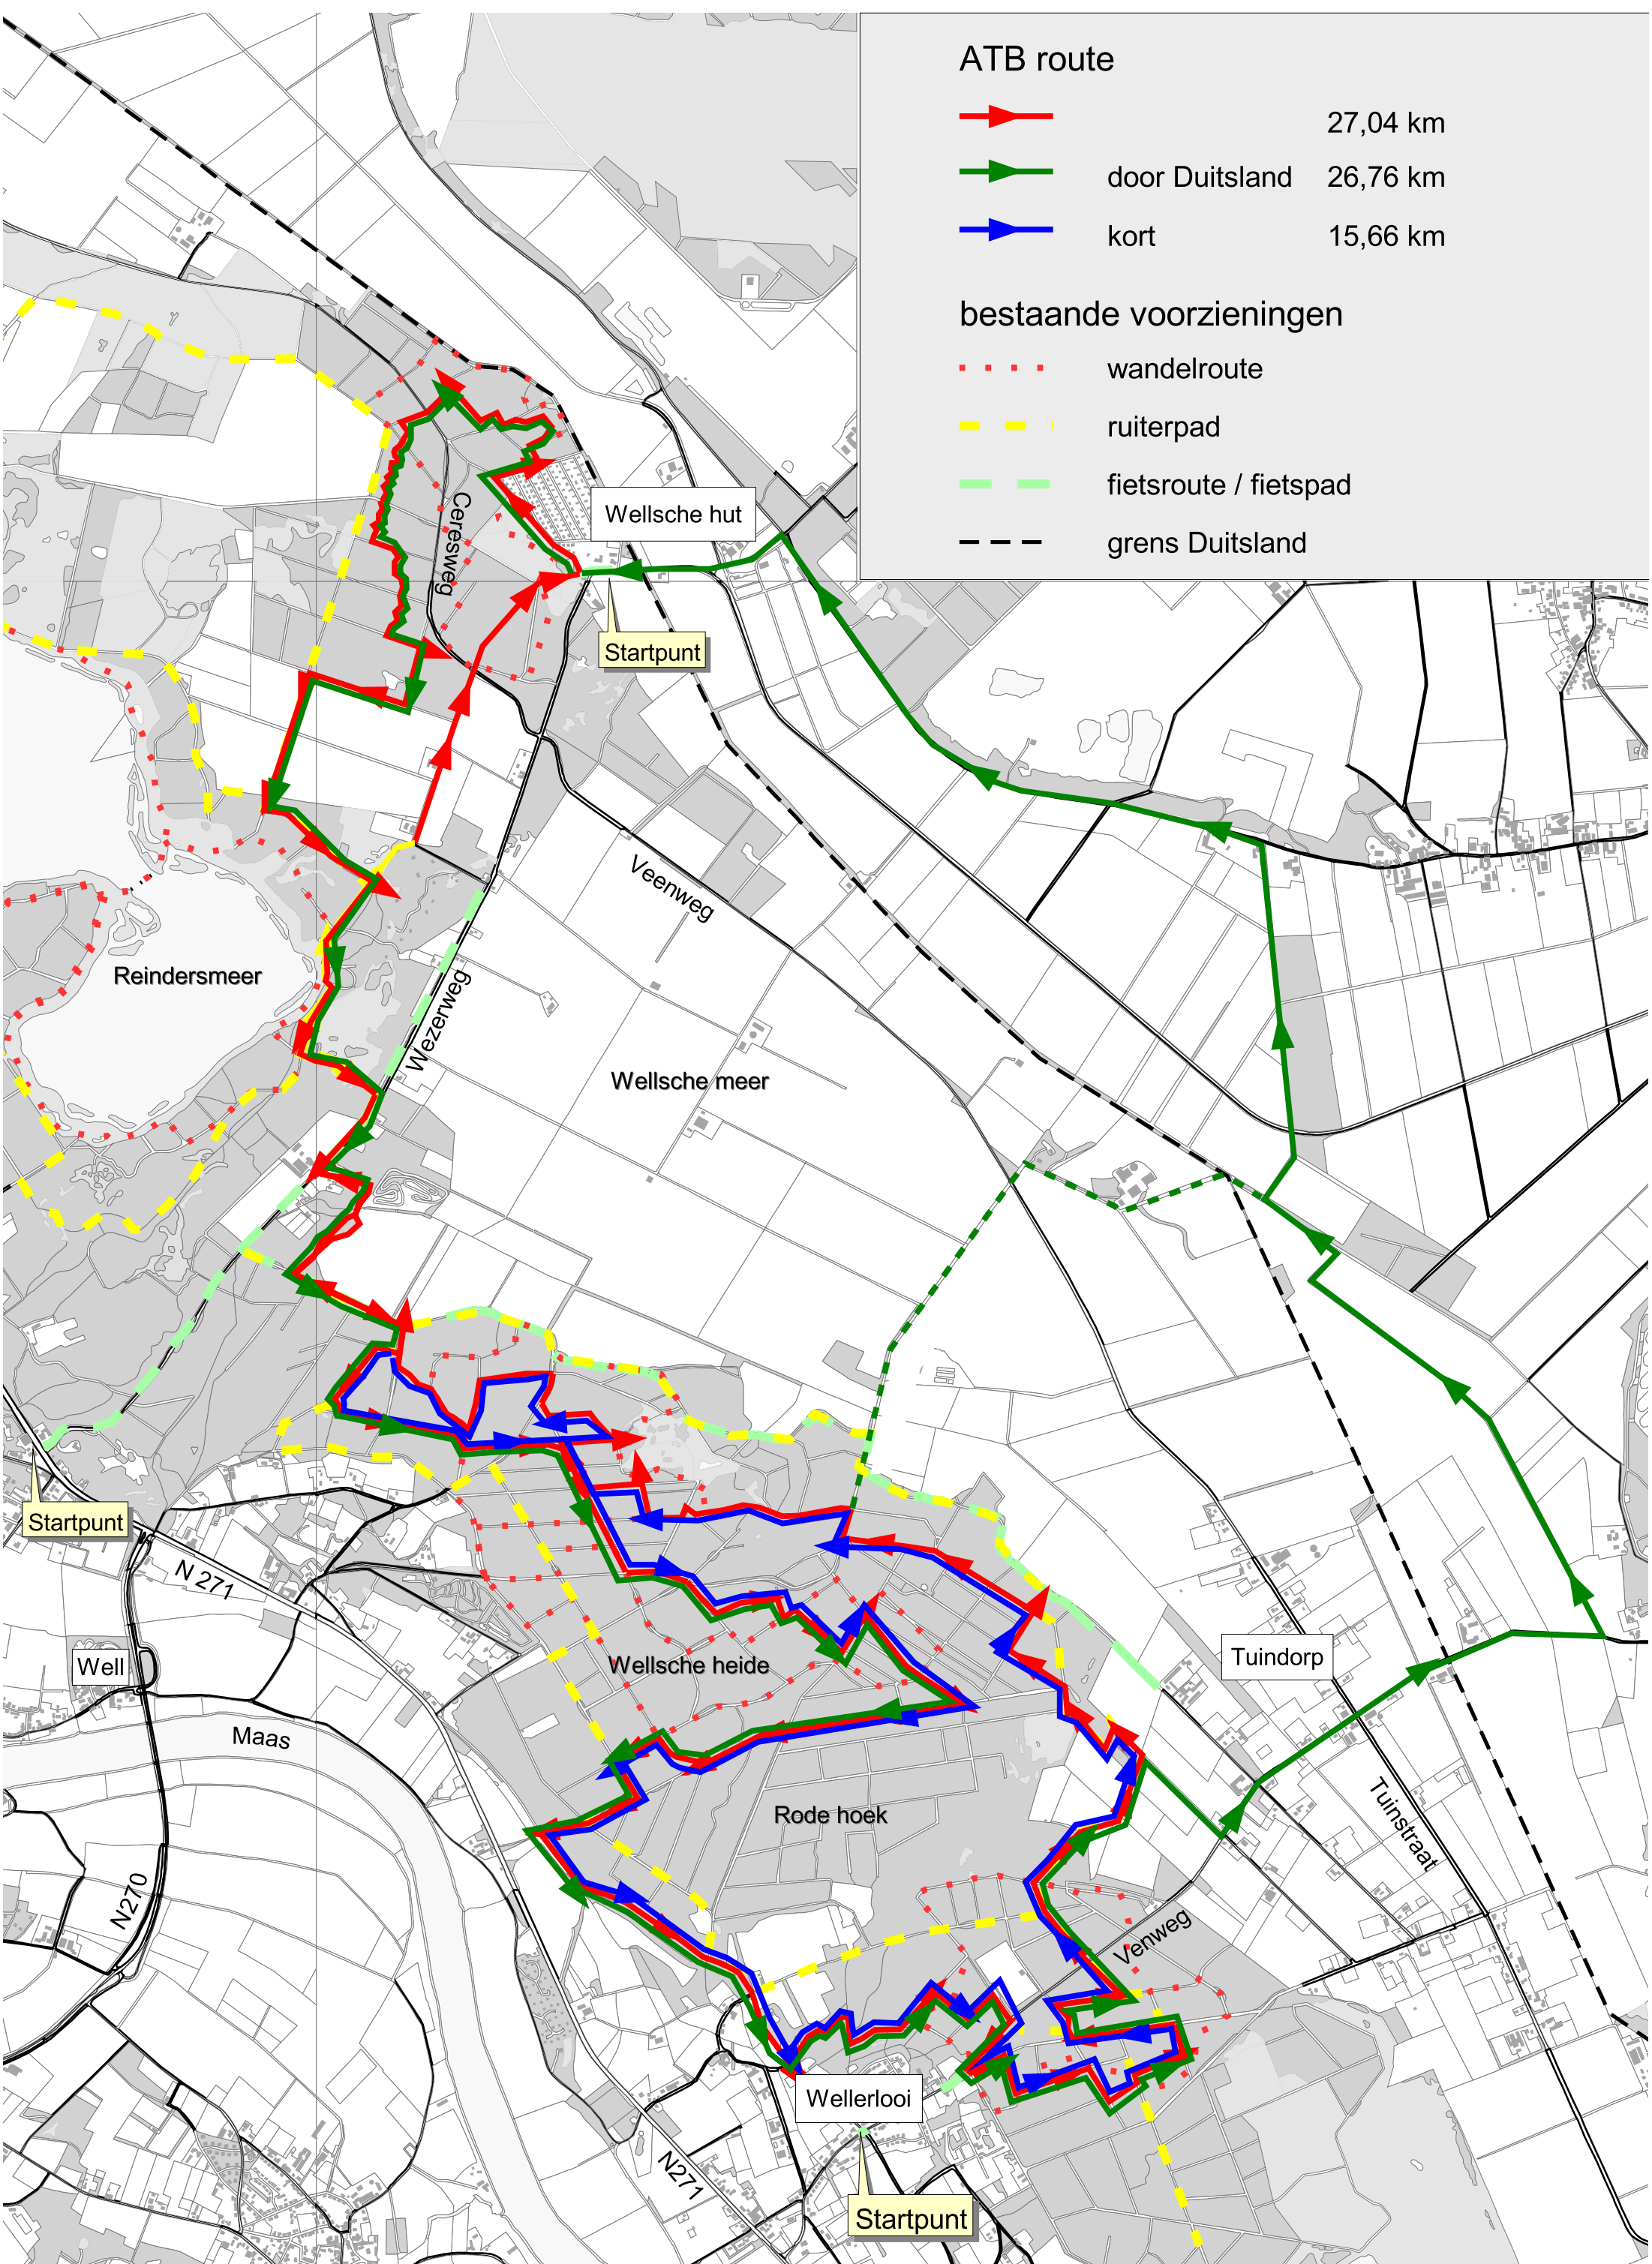 ATB route
27,04 km
door Duitsland 26,76 km
kort 15,66 km
bestaande voorzieningen
wandelroute
ruiterpad
fietsroute / fietspad
grens Duitsland
Wellsche hut
Ceresweg
Startpunt
Veenweg
Reindersmeer
Wezerweg
Wellsche meer
Startpunt
N 271
Well
Wellsche heide
Tuindorp
Maas
Tuinstraat
Rode hoek
N270
Venweg
Wellerlooi
N271
Startpunt